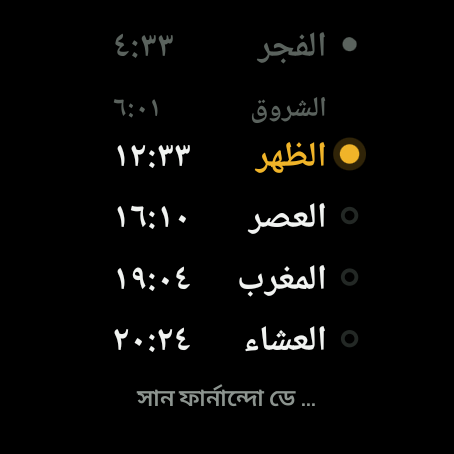 الفجر ٤:٣٣
الشروق ٦:٠١
الظهر ١٢:٣٣
العصر ١٦:١٠
المغرب ١٩:٠٤
العشاء ٢٠:٢٤
সান ফার্নান্দো ডে ...